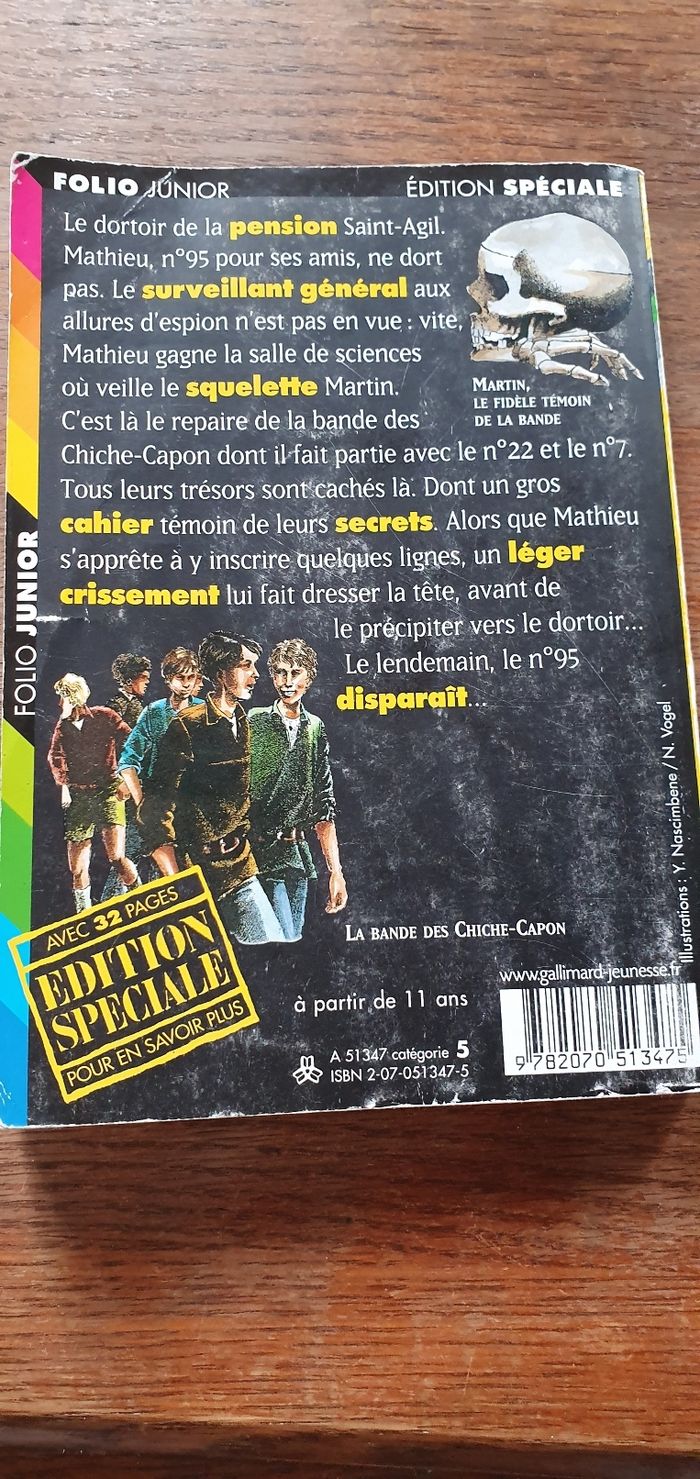 FOLIO JUNIOR
ÉDITION SPÉCIALE
Le dortoir de la pension Saint-Agil.
Mathieu, n°95 pour ses amis, ne dort
pas. Le surveillant général aux
allures d'espion n'est pas en vue : vite,
Mathieu gagne la salle de sciences
où veille le squelette Martin.
C'est là le repaire de la bande des
Chiche-Capon dont il fait partie avec le n°22 et le n°7.
Tous leurs trésors sont cachés là. Dont un gros
cahier témoin de leurs secrets. Alors que Mathieu
s'apprête à y inscrire quelques lignes, un léger
crissement lui fait dresser la tête, avant de
le précipiter vers le dortoir...
Le lendemain, le n°95
disparaît...
MARTIN,
LE FIDÈLE TÉMOIN
DE LA BANDE
FOLIO JUNIOR
LA BANDE DES CHICHE-CAPON
Illustrations : Y. Nascimbene / N. Vogel
AVEC 32 PAGES
EDITION
SPECIALE
POUR EN SAVOIR PLUS
www.gallimard-jeunesse.fr
à partir de 11 ans
A 51347 catégorie 5
ISBN 2-07-051347-5
9 782070 513475